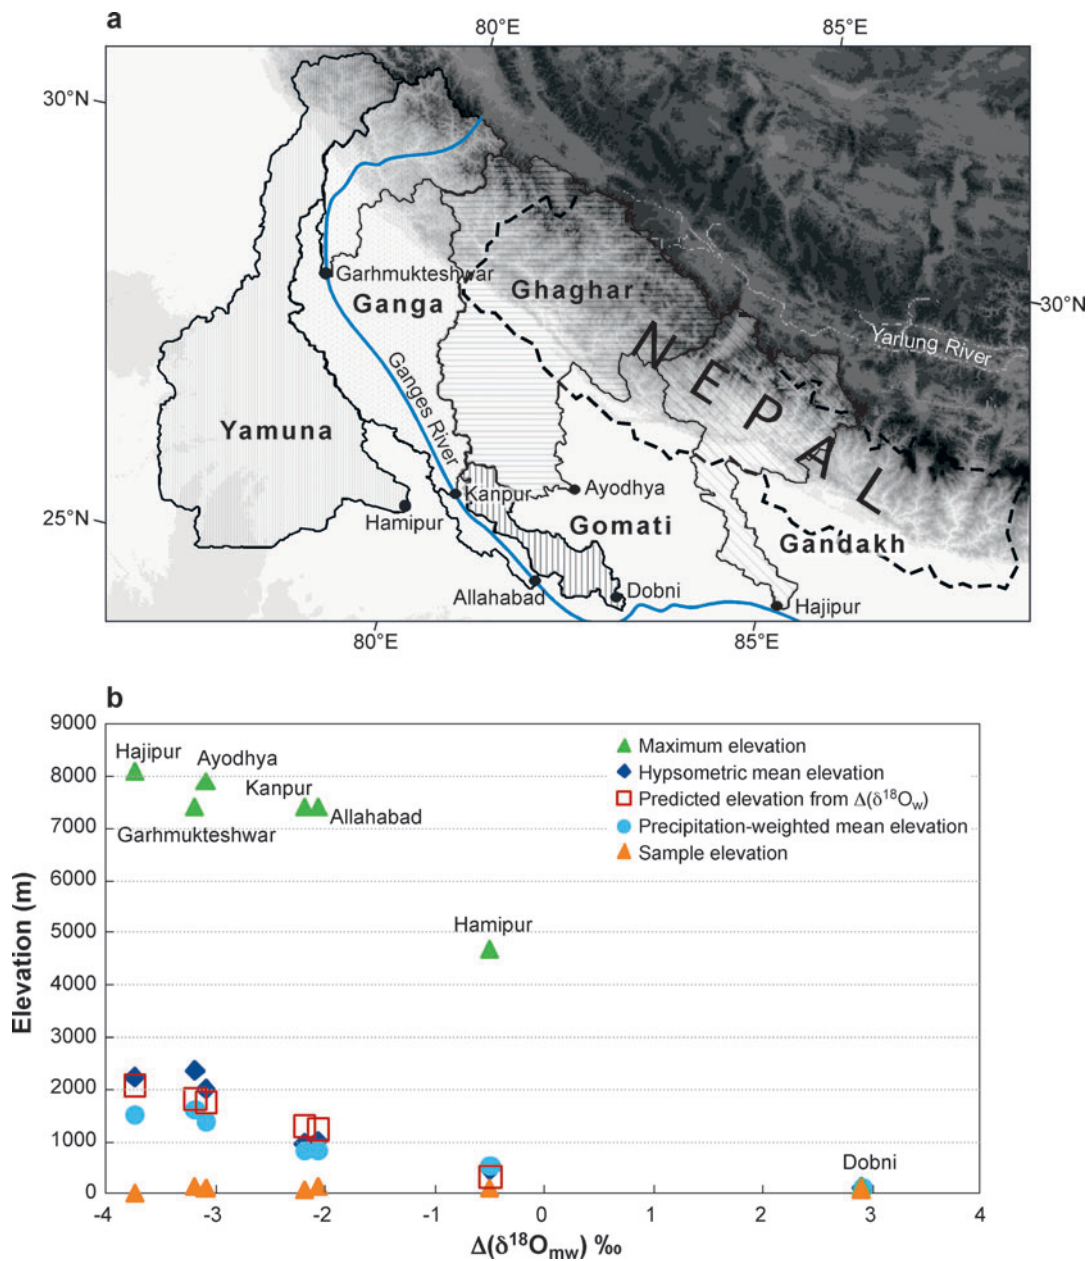 a
80°E
85°E
30°N
Garhmukteshwar
Ganga
Ghaghar
30°N
Yarlung River
NEPAL
Ganges River
Yamuna
Kanpur
Ayodhya
25°N
Hamipur
Gomati
Gandakh
Allahabad
Dobni
Hajipur
80°E
85°E
b
9000
8000
7000
6000
5000
4000
3000
2000
1000
0
Elevation (m)
Hajipur
Ayodhya
Kanpur
Garhmukteshwar
Allahabad
Hamipur
Dobni
Maximum elevation
Hypsometric mean elevation
Predicted elevation from Δ(δ¹⁸O_w)
Precipitation-weighted mean elevation
Sample elevation
-4 -3 -2 -1 0 1 2 3 4
Δ(δ¹⁸O_mw) ‰